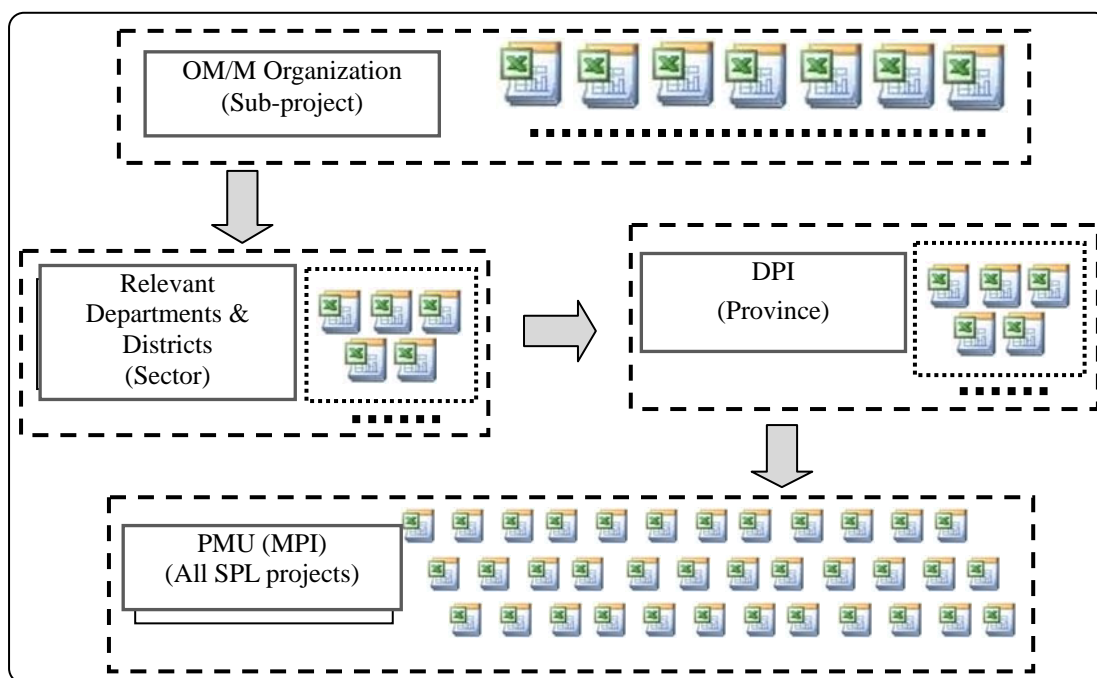 OM/M Organization
(Sub-project)
Relevant
Departments &
Districts
(Sector)
DPI
(Province)
PMU (MPI)
(All SPL projects)